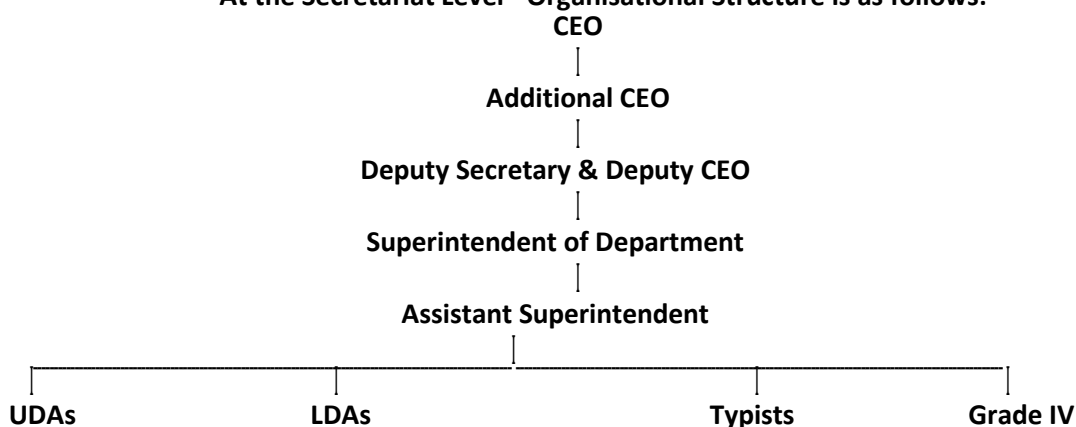 At the Secretariat Level Organisational Structure is as follows:
CEO
Additional CEO
Deputy Secretary & Deputy CEO
Superintendent of Department
Assistant Superintendent
UDAs LDAs Typists Grade IV